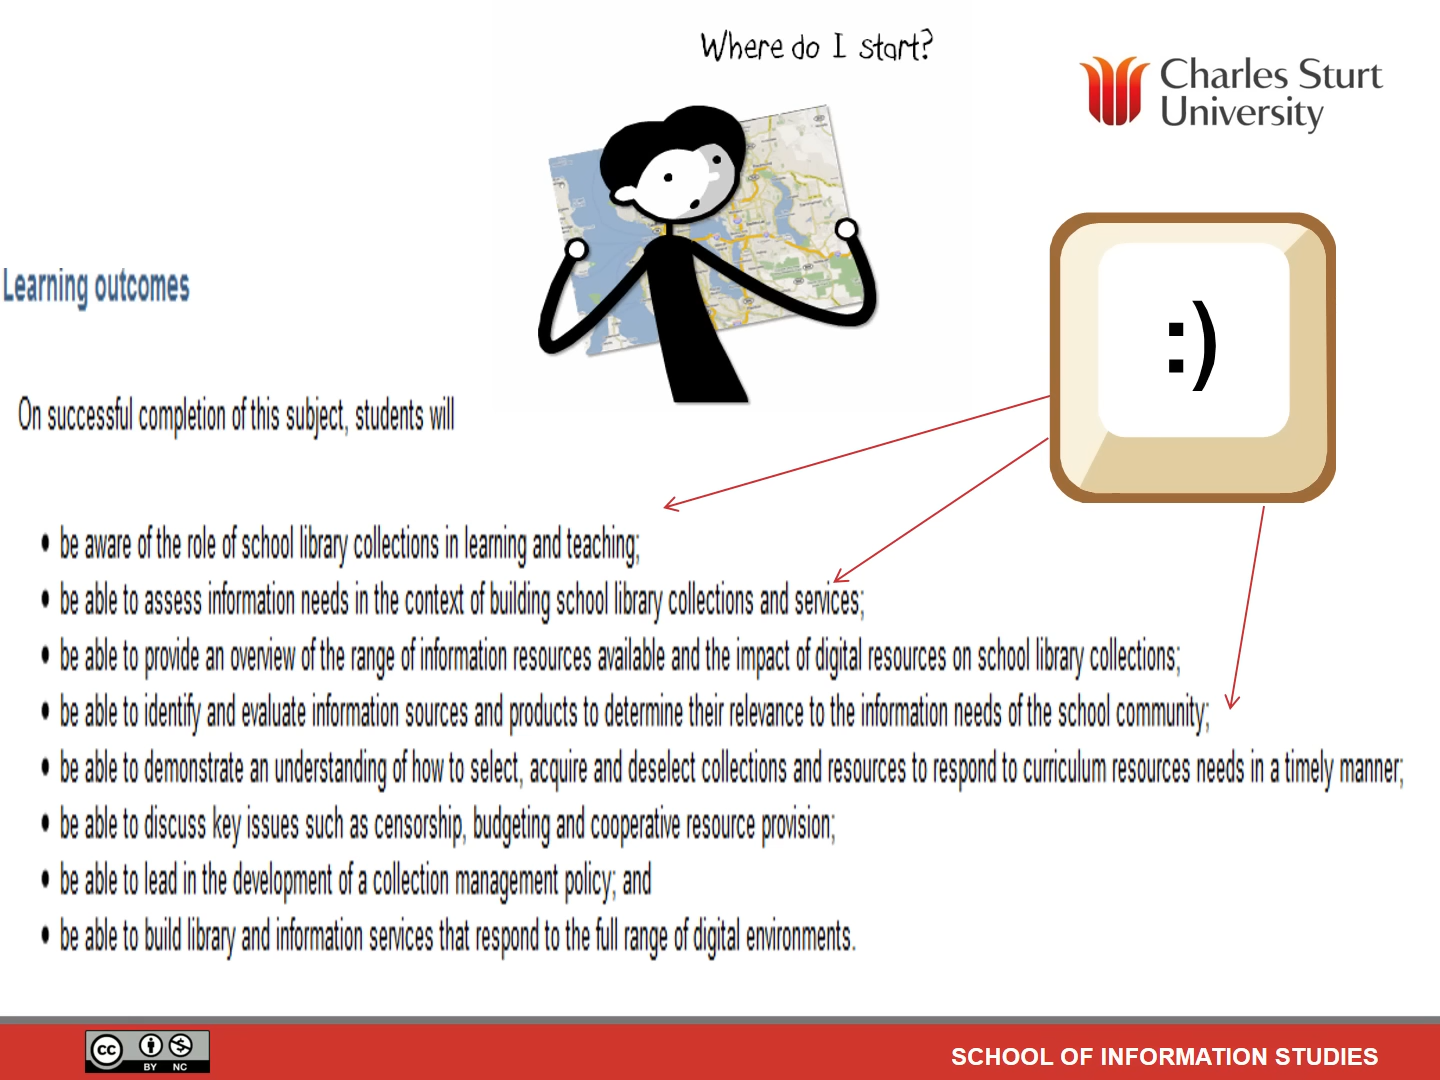 Where do I start?
Charles Sturt
University
:)
Learning outcomes
On successful completion of this subject, students will
• be aware of the role of school library collections in learning and teaching;
• be able to assess information needs in the context of building school library collections and services;
• be able to provide an overview of the range of information resources available and the impact of digital resources on school library collections;
• be able to identify and evaluate information sources and products to determine their relevance to the information needs of the school community;
• be able to demonstrate an understanding of how to select, acquire and deselect collections and resources to respond to curriculum resources needs in a timely manner;
• be able to discuss key issues such as censorship, budgeting and cooperative resource provision;
• be able to lead in the development of a collection management policy; and
• be able to build library and information services that respond to the full range of digital environments.
cc BY NC
SCHOOL OF INFORMATION STUDIES